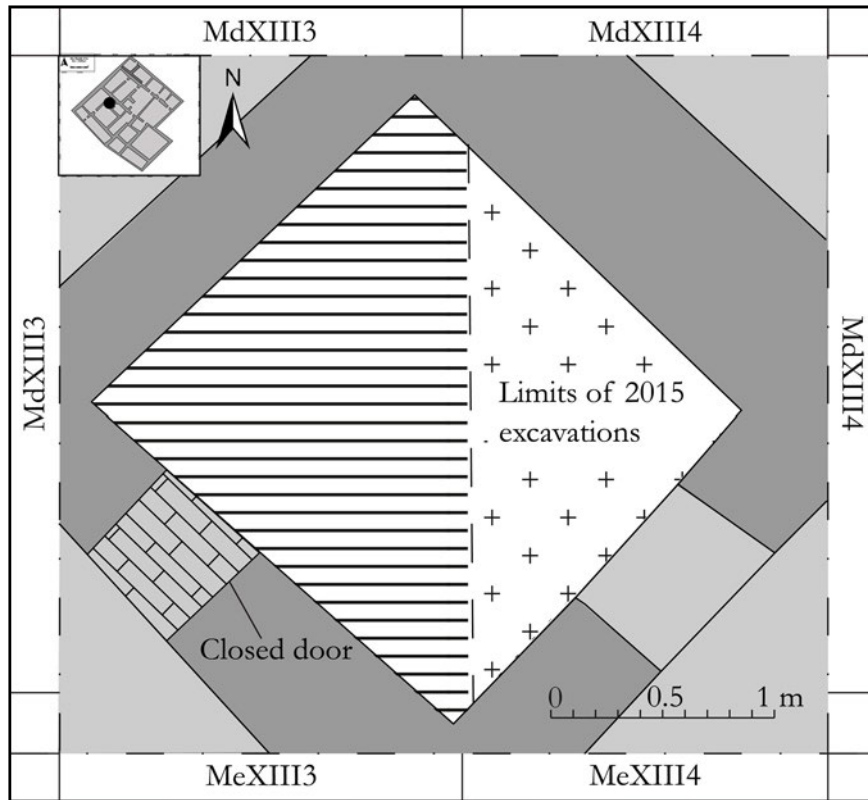 MdXIII3
MdXIII4
N
MdXIII3
MdXIII4
Limits of 2015
excavations
Closed door
0
0.5
1 m
MeXIII3
MeXIII4